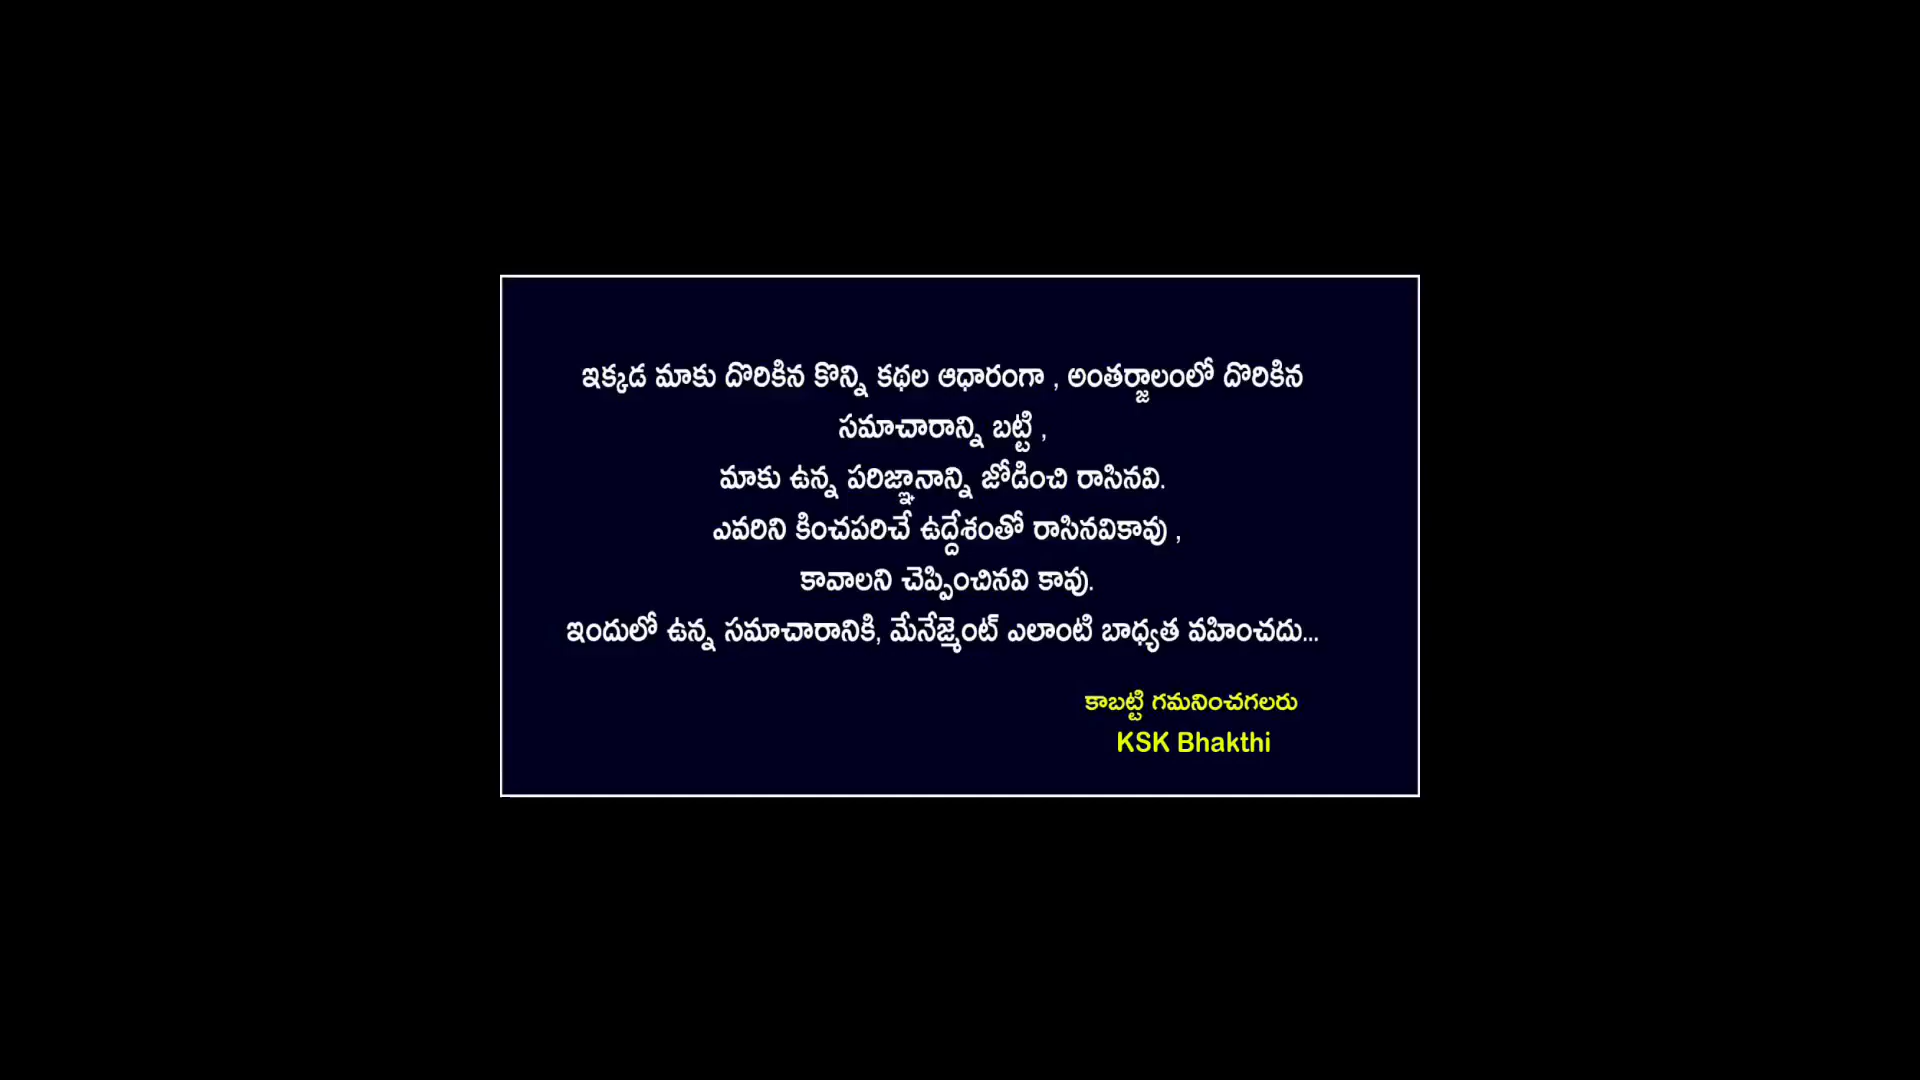 ఇక్కడ మాకు దొరికిన కొన్ని కథల ఆధారంగా , అంతర్జాలంలో దొరికిన
సమాచారాన్ని బట్టి ,
మాకు ఉన్న పరిజ్ఞానాన్ని జోడించి రాసినవి.
ఎవరిని కించపరిచే ఉద్దేశంతో రాసినవికావు ,
కావాలని చెప్పించినవి కావు.
ఇందులో ఉన్న సమాచారానికి, మేనేజ్మెంట్ ఎలాంటి బాధ్యత వహించదు...
కాబట్టి గమనించగలరు
KSK Bhakthi